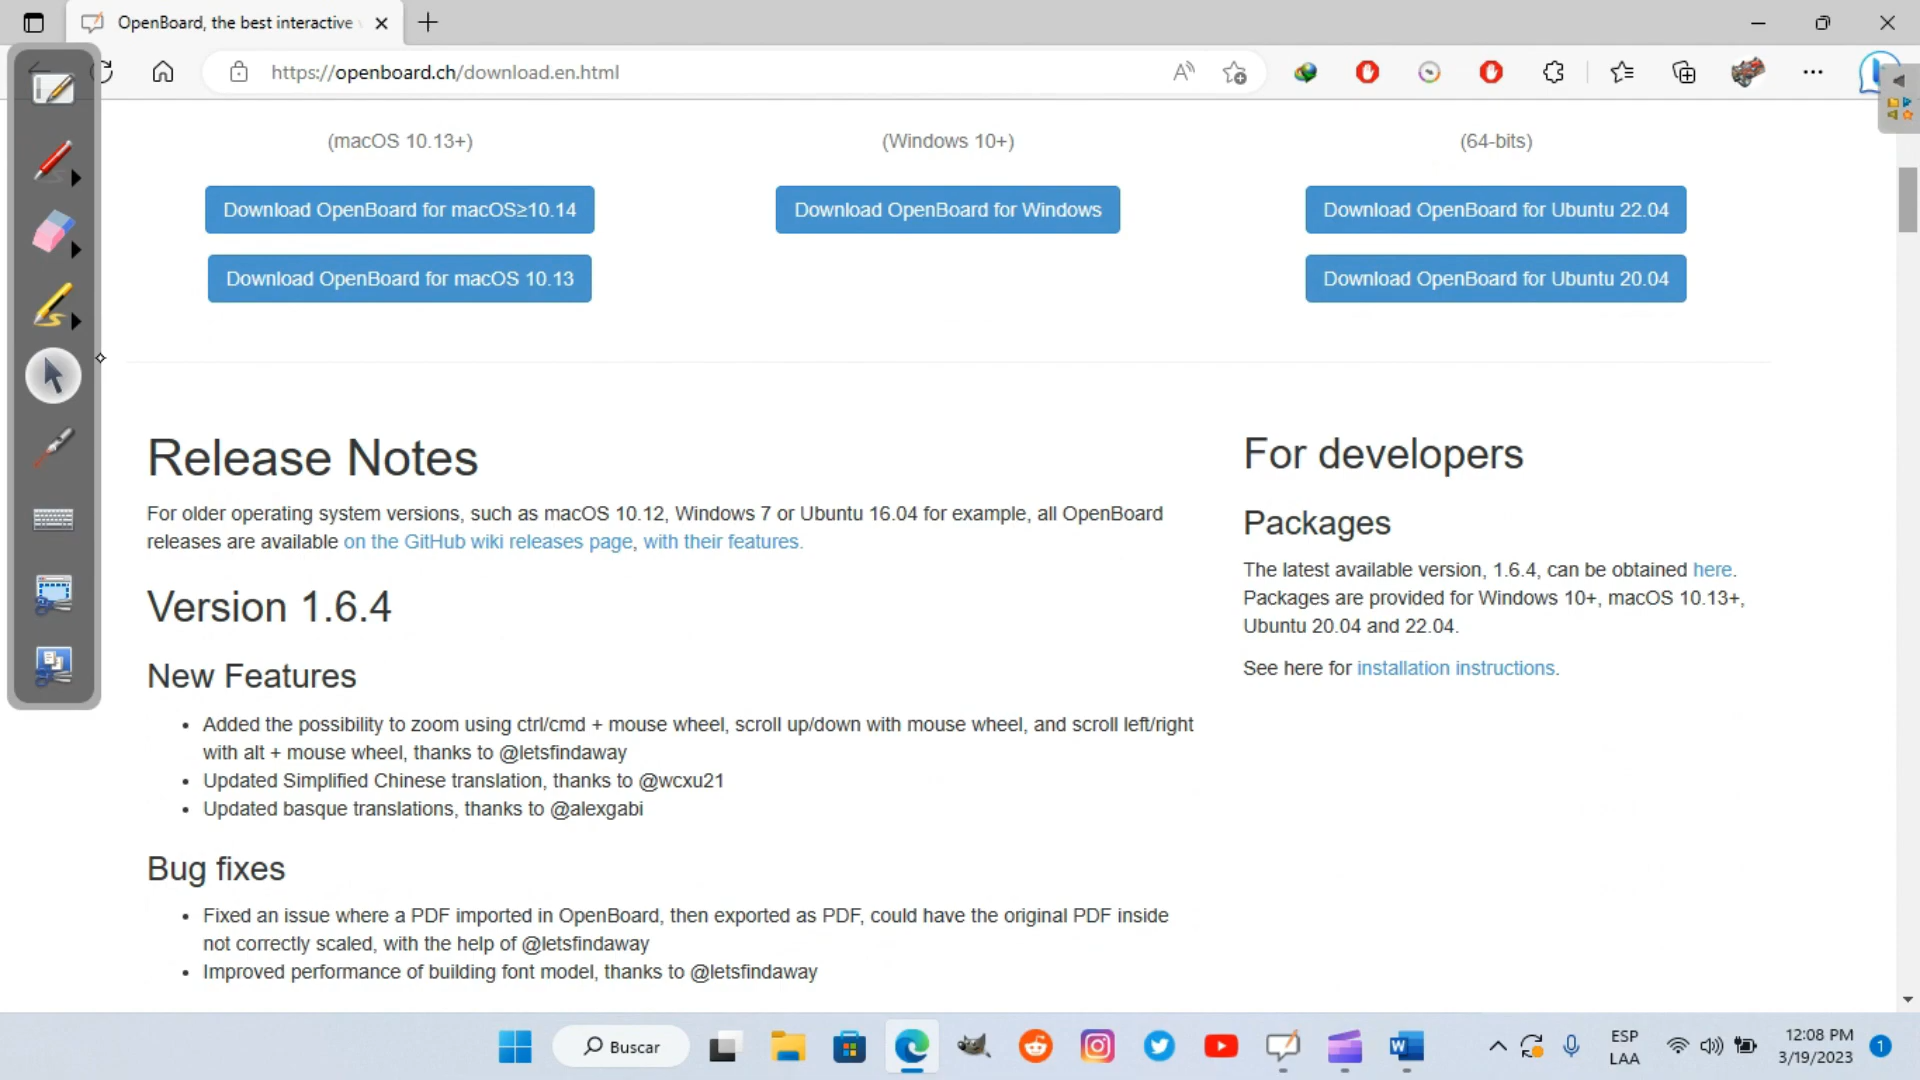 OpenBoard, the best interactive
https://openboard.ch/download.en.html
(macOS 10.13+)
(Windows 10+)
(64-bits)
Download OpenBoard for macOS≥10.14
Download OpenBoard for Windows
Download OpenBoard for Ubuntu 22.04
Download OpenBoard for macOS 10.13
Download OpenBoard for Ubuntu 20.04
Release Notes
For older operating system versions, such as macOS 10.12, Windows 7 or Ubuntu 16.04 for example, all OpenBoard
releases are available on the GitHub wiki releases page, with their features.
Version 1.6.4
New Features
• Added the possibility to zoom using ctrl/cmd + mouse wheel, scroll up/down with mouse wheel, and scroll left/right
with alt + mouse wheel, thanks to @letsfindaway
• Updated Simplified Chinese translation, thanks to @wcxu21
• Updated basque translations, thanks to @alexgabi
Bug fixes
• Fixed an issue where a PDF imported in OpenBoard, then exported as PDF, could have the original PDF inside
not correctly scaled, with the help of @letsfindaway
• Improved performance of building font model, thanks to @letsfindaway
For developers
Packages
The latest available version, 1.6.4, can be obtained here.
Packages are provided for Windows 10+, macOS 10.13+,
Ubuntu 20.04 and 22.04.
See here for installation instructions.
Buscar
ESP
LAA
12:08 PM
3/19/2023
1